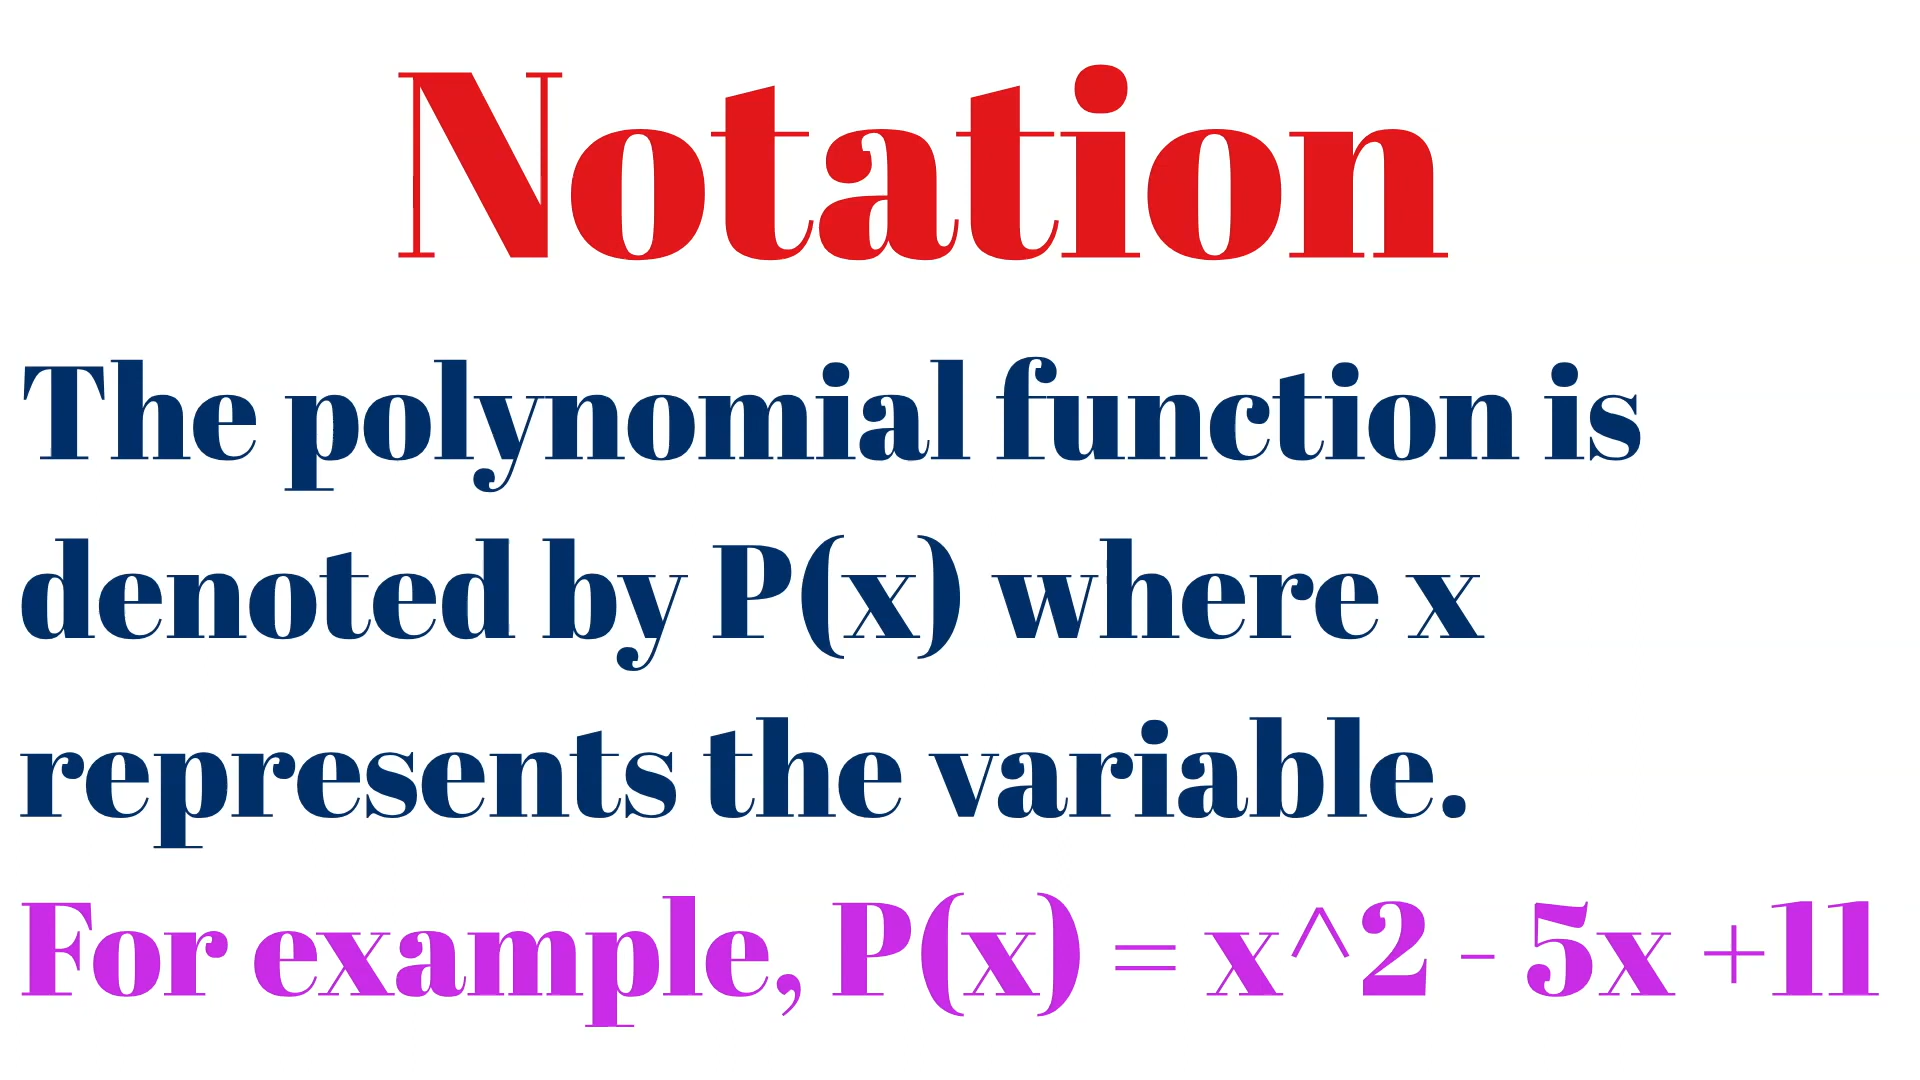 Notation
The polynomial function is
denoted by P(x) where x
represents the variable.
For example, P(x) = x^2 - 5x +11